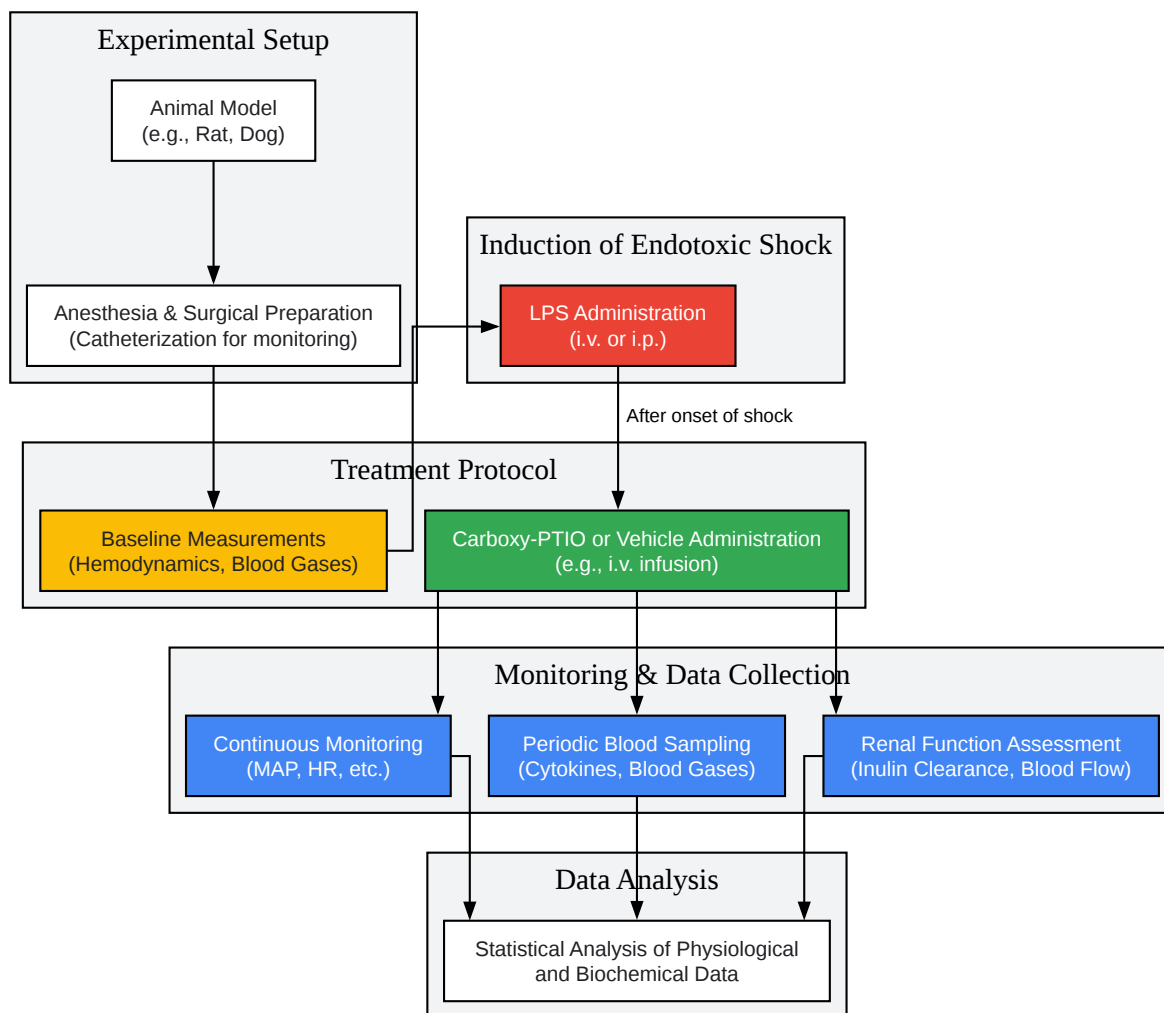 Experimental Setup
Animal Model
(e.g., Rat, Dog)
Anesthesia & Surgical Preparation
(Catheterization for monitoring)
Induction of Endotoxic Shock
LPS Administration
(i.v. or i.p.)
After onset of shock
Treatment Protocol
Baseline Measurements
(Hemodynamics, Blood Gases)
Carboxy-PTIO or Vehicle Administration
(e.g., i.v. infusion)
Monitoring & Data Collection
Continuous Monitoring
(MAP, HR, etc.)
Periodic Blood Sampling
(Cytokines, Blood Gases)
Renal Function Assessment
(Inulin Clearance, Blood Flow)
Data Analysis
Statistical Analysis of Physiological
and Biochemical Data